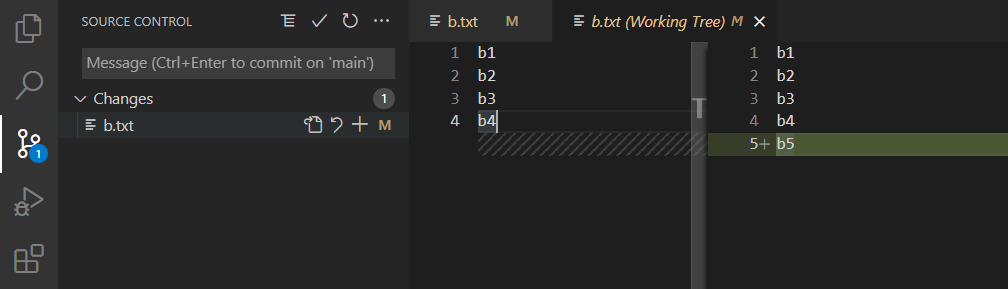 SOURCE CONTROL
Message (Ctrl+Enter to commit on 'main')
Changes 1
b.txt M
1
b.txt M
b.txt (Working Tree) M
1 b1
2 b2
3 b3
4 b4
1 b1
2 b2
3 b3
4 b4
5+ b5